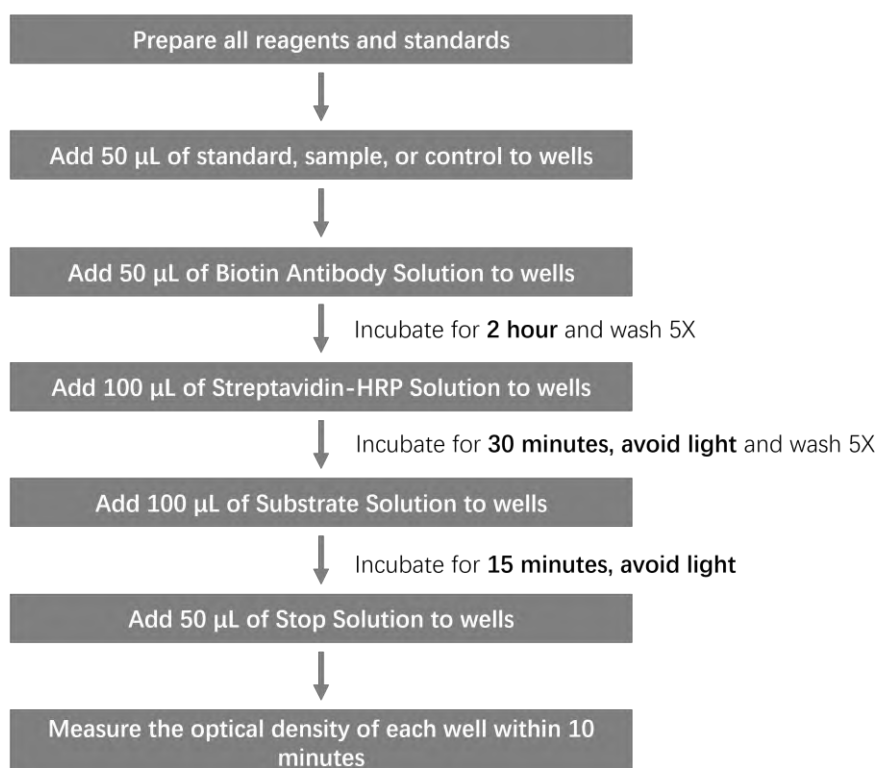 Prepare all reagents and standards
Add 50 µL of standard, sample, or control to wells
Add 50 µL of Biotin Antibody Solution to wells
Incubate for 2 hour and wash 5X
Add 100 µL of Streptavidin-HRP Solution to wells
Incubate for 30 minutes, avoid light and wash 5X
Add 100 µL of Substrate Solution to wells
Incubate for 15 minutes, avoid light
Add 50 µL of Stop Solution to wells
Measure the optical density of each well within 10
minutes